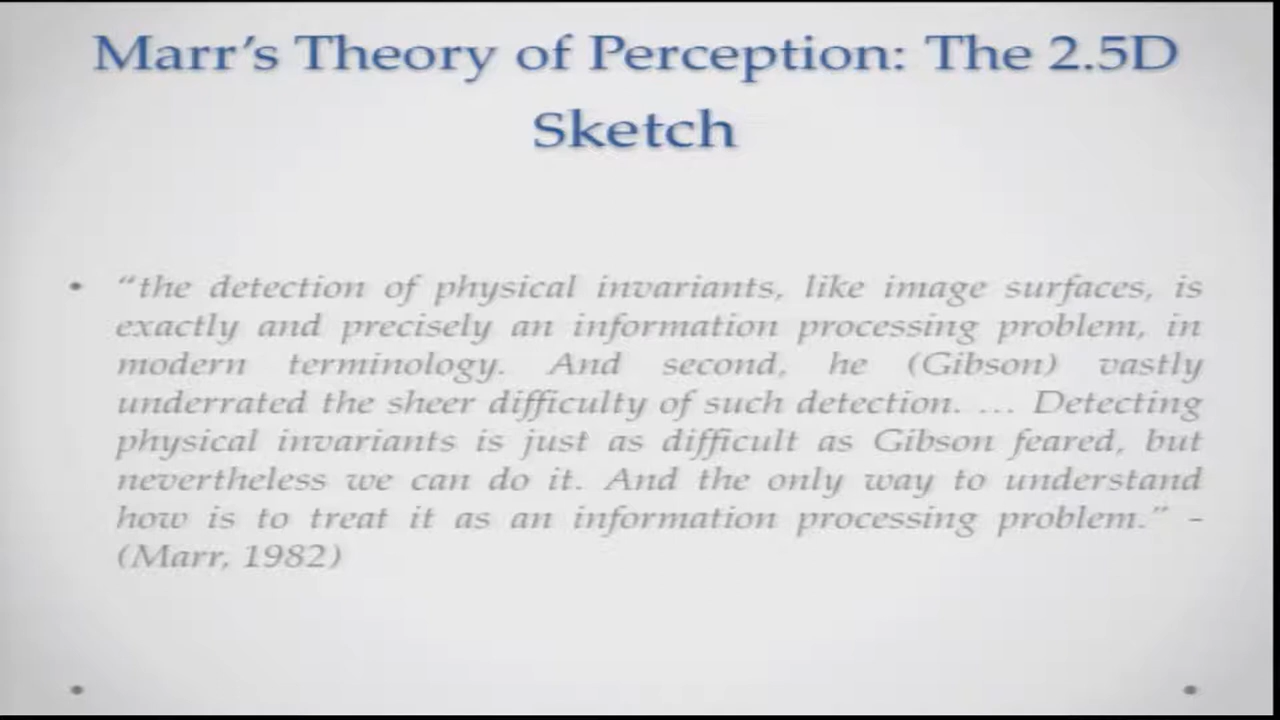 Marr's Theory of Perception: The 2.5D
Sketch
• "the detection of physical invariants, like image surfaces, is
exactly and precisely an information processing problem, in
modern terminology. And second, he (Gibson) vastly
underrated the sheer difficulty of such detection. … Detecting
physical invariants is just as difficult as Gibson feared, but
nevertheless we can do it. And the only way to understand
how is to treat it as an information processing problem." -
(Marr, 1982)